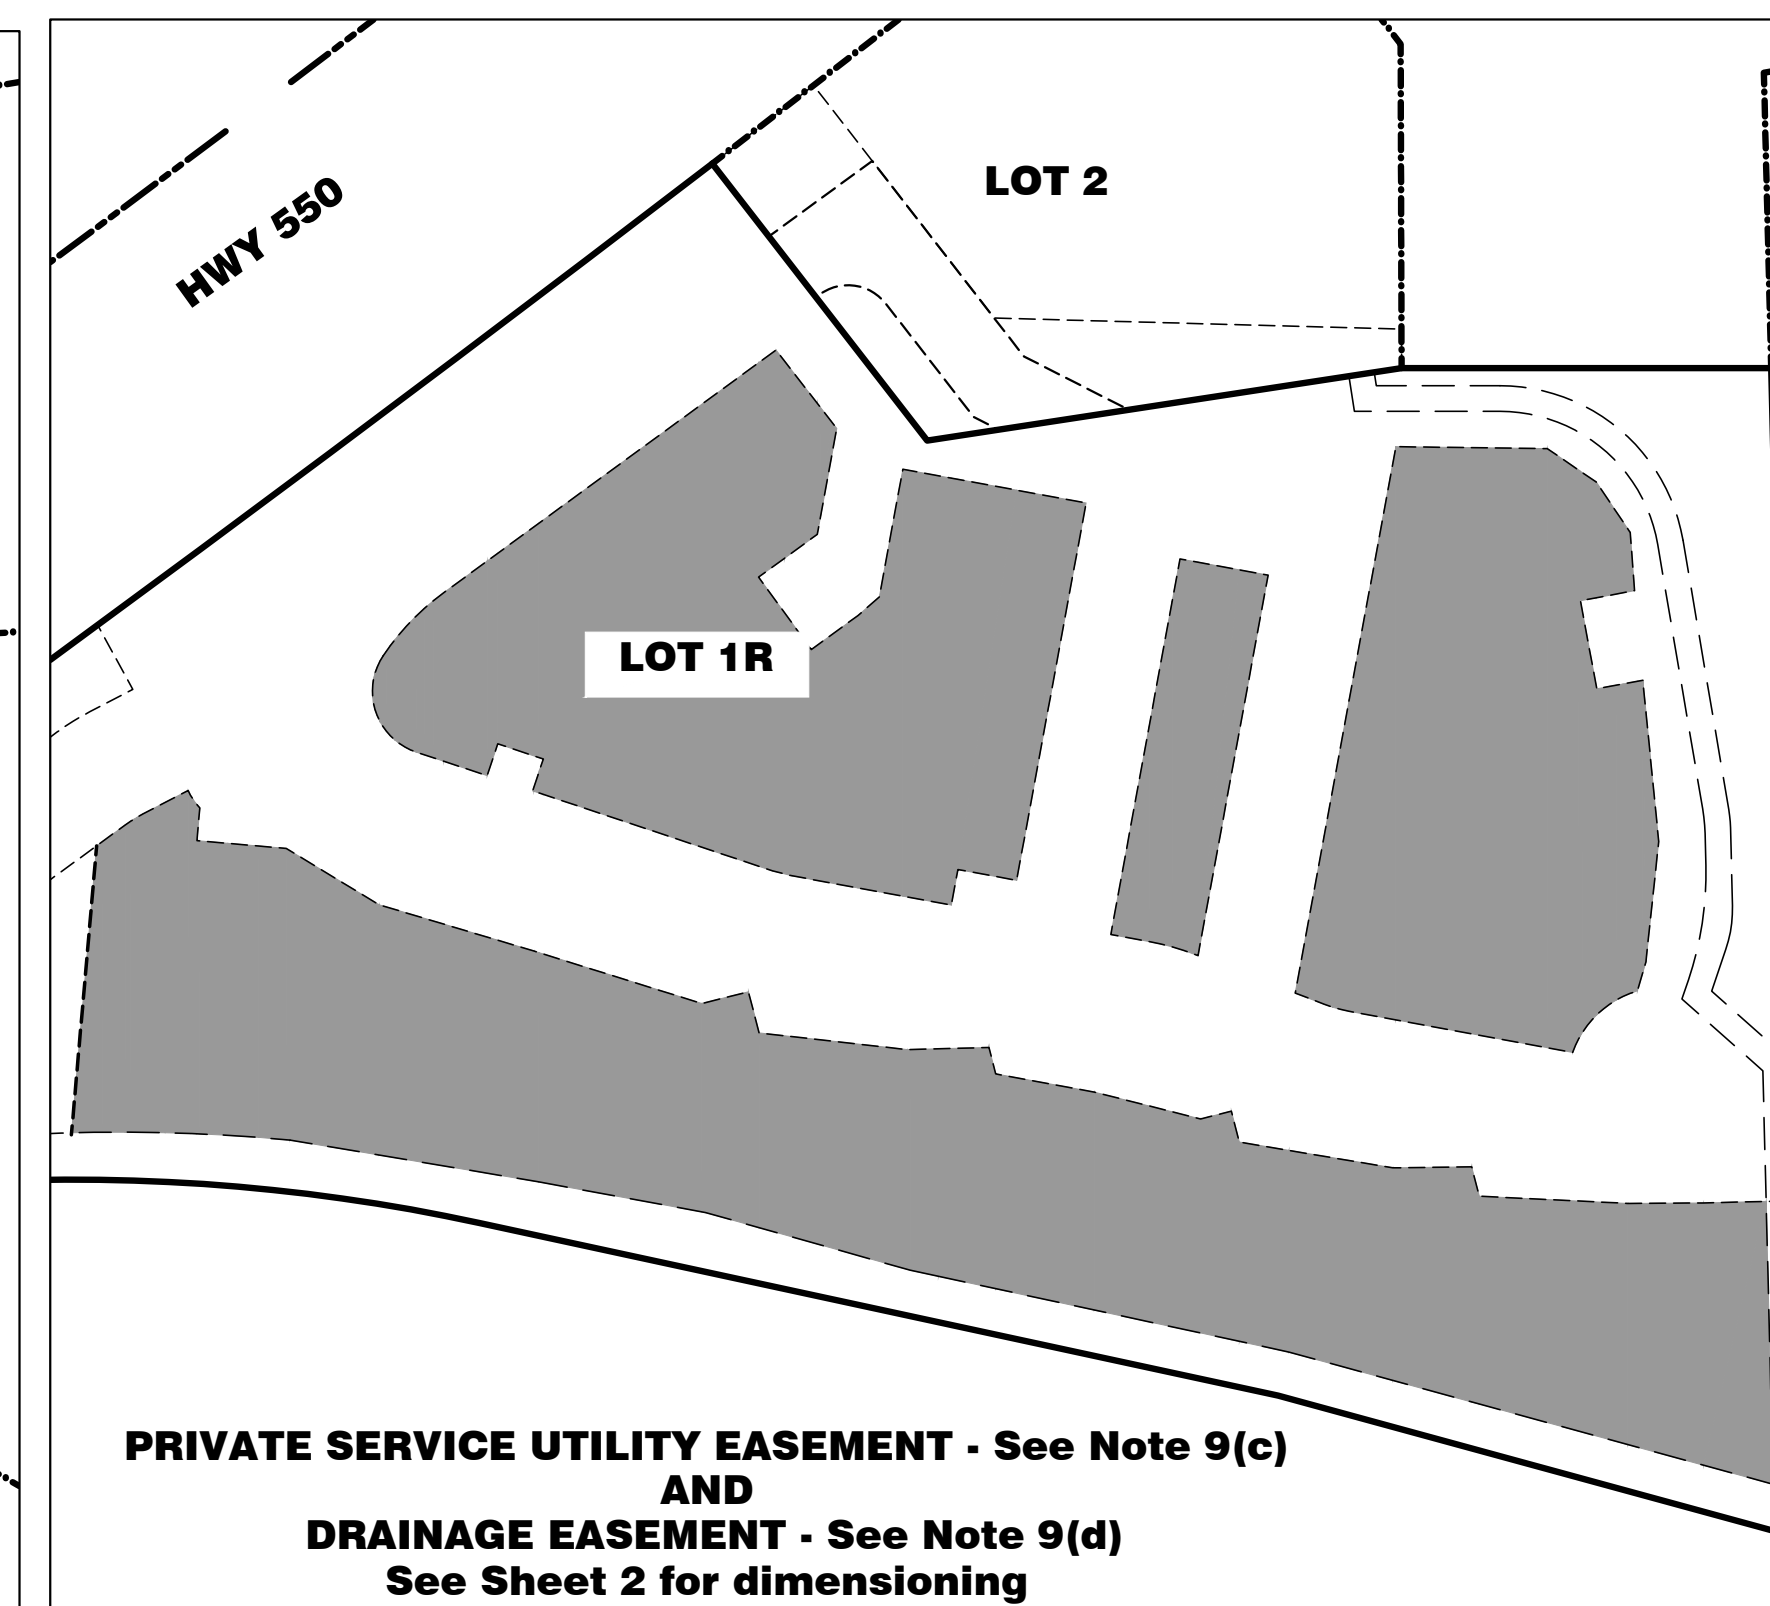 HWY 550
LOT 2
LOT 1R
PRIVATE SERVICE UTILITY EASEMENT - See Note 9(c)
AND
DRAINAGE EASEMENT - See Note 9(d)
See Sheet 2 for dimensioning